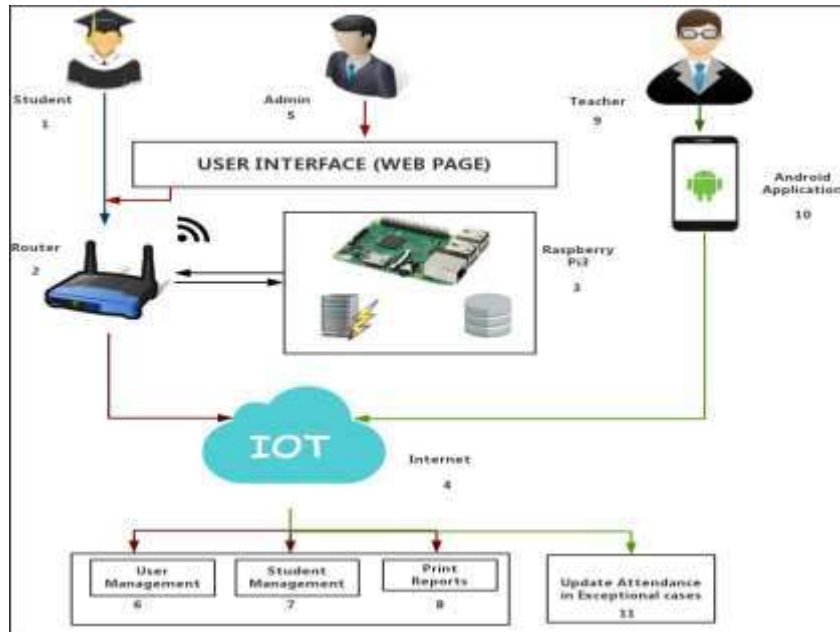 Student
1
Admin
5
Teacher
9
USER INTERFACE (WEB PAGE)
Android
Application
10
Router
2
Raspberry
Pi3
3
IOT
Internet
4
User
Management
6
Student
Management
7
Print
Reports
8
Update Attendance
in Exceptional cases
11